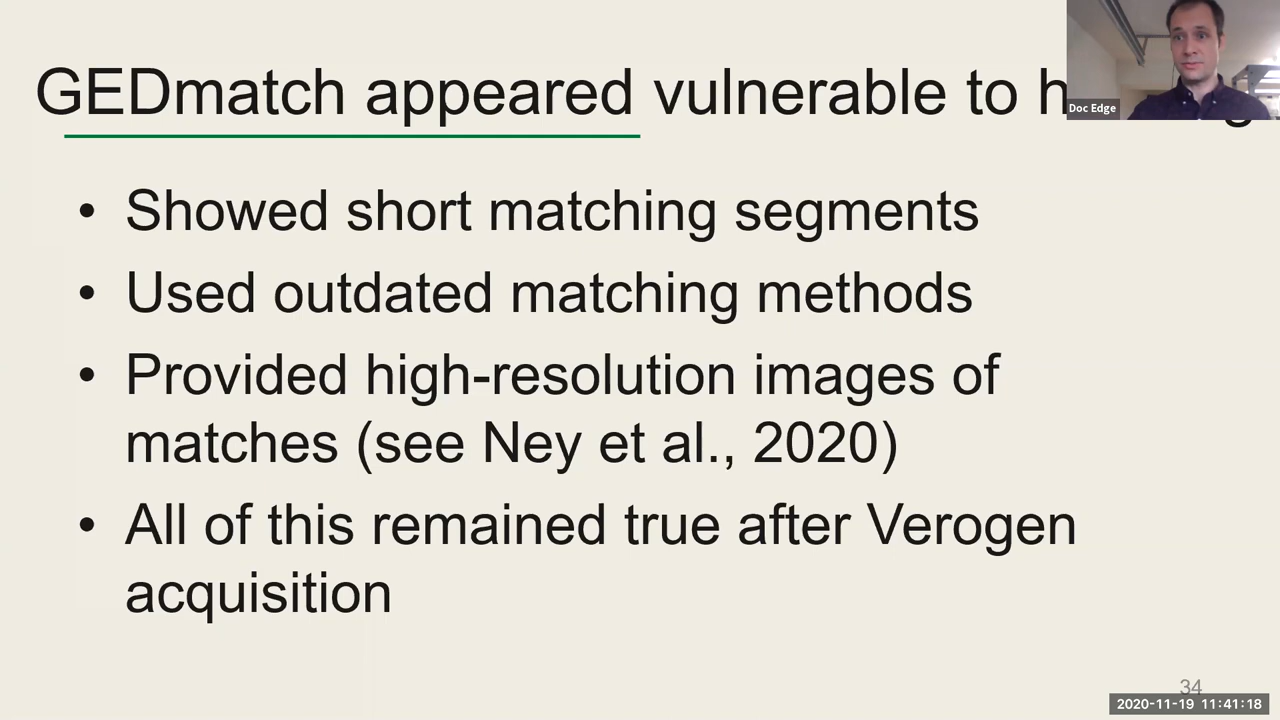 GEDmatch appeared vulnerable to
Doc Edge
• Showed short matching segments
• Used outdated matching methods
• Provided high-resolution images of
matches (see Ney et al., 2020)
• All of this remained true after Verogen
acquisition
34
2020-11-19 11:41:18